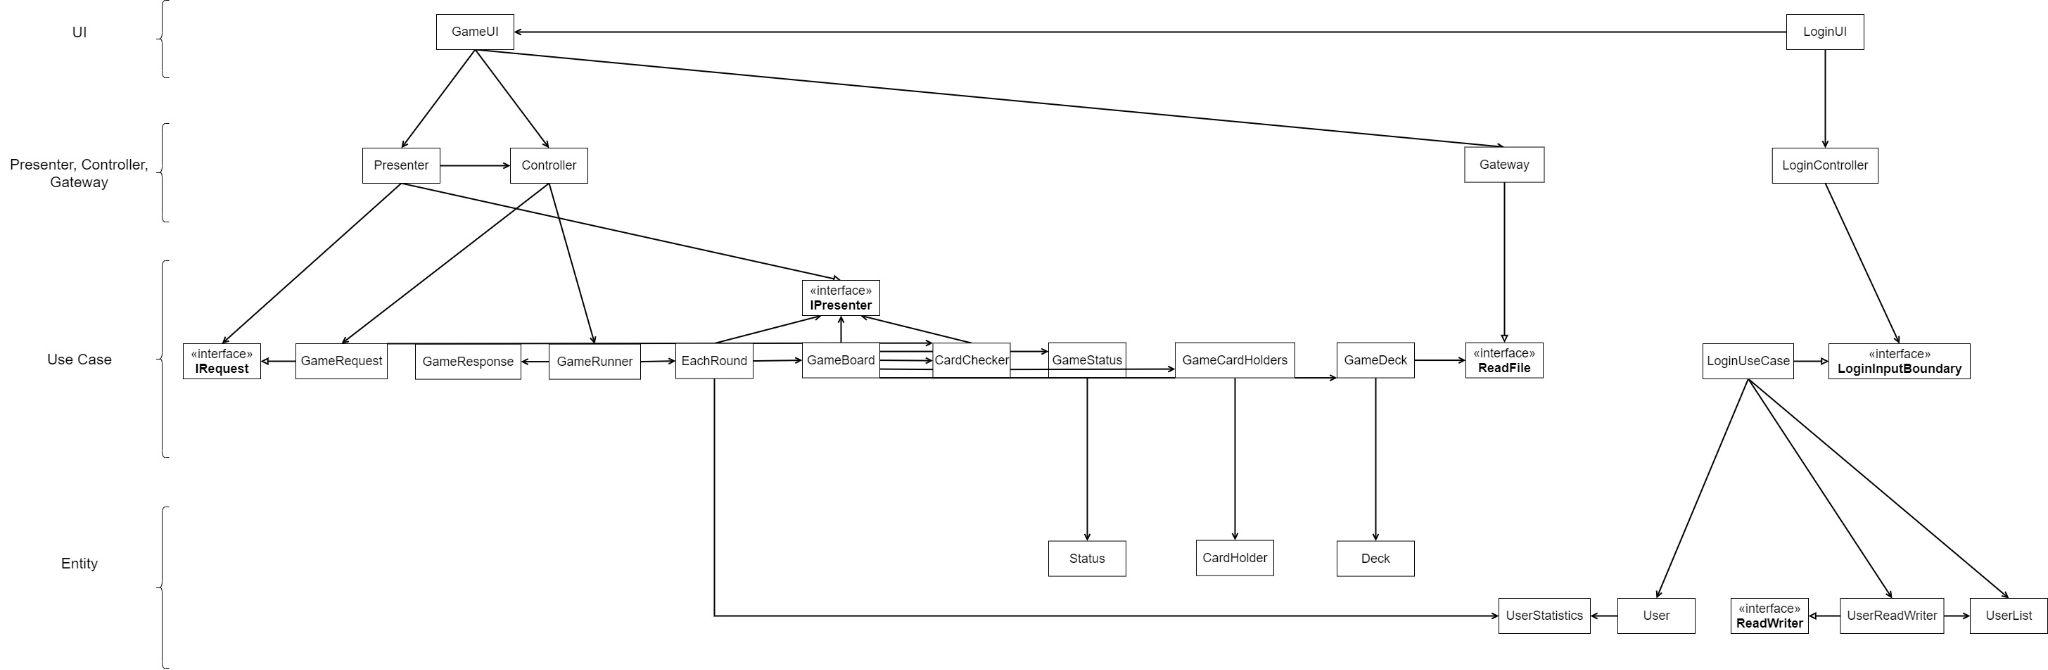 UI
GameUI
LoginUI
Presenter, Controller,
Gateway
Presenter
Controller
Gateway
LoginController
Use Case
«interface»
IPresenter
«interface»
IRequest
GameRequest
GameResponse
GameRunner
EachRound
GameBoard
CardChecker
GameStatus
GameCardHolders
GameDeck
«interface»
ReadFile
LoginUseCase
«interface»
LoginInputBoundary
Entity
Status
CardHolder
Deck
UserStatistics
User
«interface»
ReadWriter
UserReadWriter
UserList